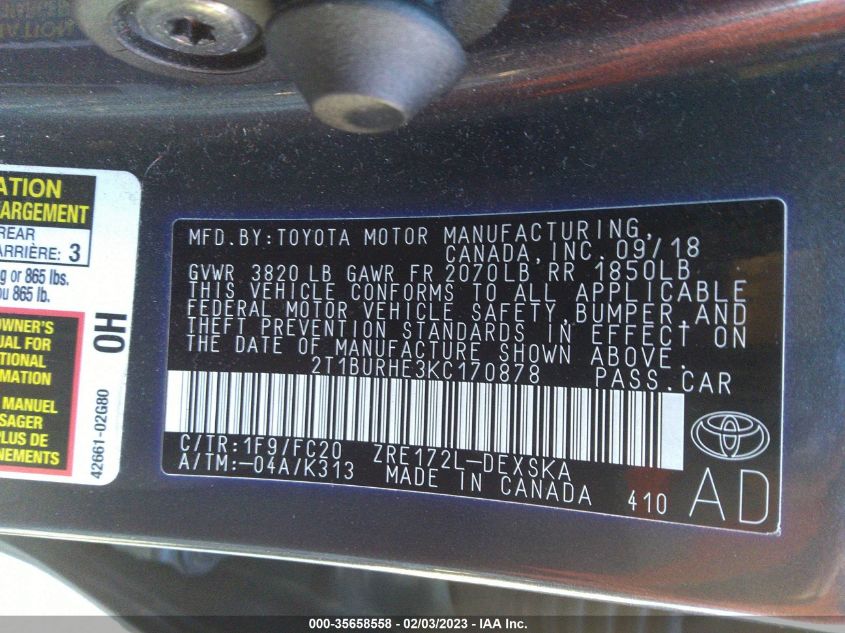 ATION
HARGEMENT
REAR
ARRIÈRE: 3
g or 865 lbs.
ou 865 lb.
OWNER'S
UAL FOR
TIONAL
RMATION
MANUEL
SAGER
PLUS DE
NEMENTS
OH
42661-02G80
MFD.BY:TOYOTA MOTOR MANUFACTURING,
CANADA,INC. 09/18
GVWR 3820 LB GAWR FR 2070LB RR 1850LB
THIS VEHICLE CONFORMS TO ALL APPLICABLE
FEDERAL MOTOR VEHICLE SAFETY,BUMPER,AND
THEFT PREVENTION STANDARDS IN EFFECT ON
THE DATE OF MANUFACTURE SHOWN ABOVE.
2T1BURHE3KC170878 PASS.CAR
C/TR:1F9/FC20 ZRE172L-DEXSKA
A/TM:-04A/K313 MADE IN CANADA 410
AD
000-35658558 - 02/03/2023 - IAA Inc.